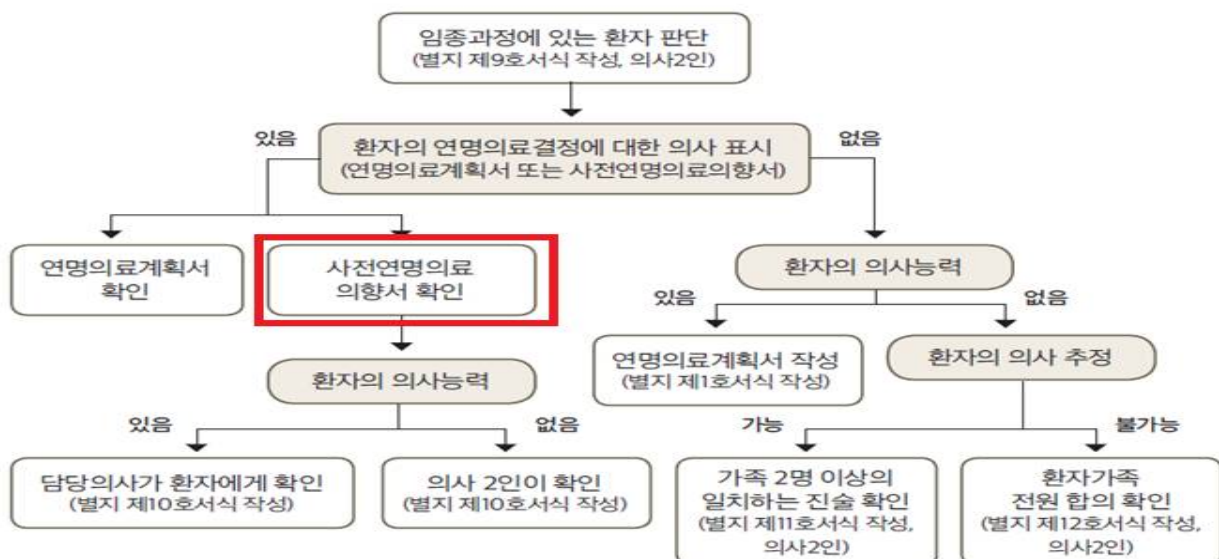 임종과정에 있는 환자 판단
(별지 제9호서식 작성, 의사2인)
있음
환자의 연명의료결정에 대한 의사 표시
(연명의료계획서 또는 사전연명의료의향서)
없음
연명의료계획서
확인
사전연명의료
의향서 확인
환자의 의사능력
있음
없음
담당의사가 환자에게 확인
(별지 제10호서식 작성)
의사 2인이 확인
(별지 제10호서식 작성)
환자의 의사능력
있음
없음
연명의료계획서 작성
(별지 제1호서식 작성)
환자의 의사 추정
가능
불가능
가족 2명 이상의
일치하는 진술 확인
(별지 제11호서식 작성,
의사2인)
환자가족
전원 합의 확인
(별지 제12호서식 작성,
의사2인)